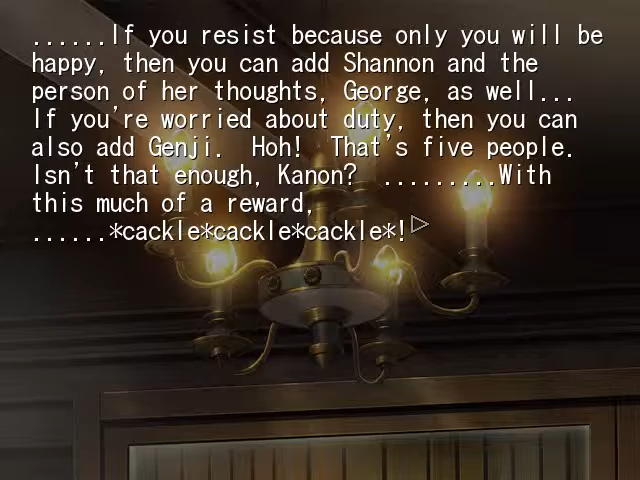 ......If you resist because only you will be
happy, then you can add Shannon and the
person of her thoughts, George, as well...
If you're worried about duty, then you can
also add Genji.  Hoh!  That's five people.
Isn't that enough, Kanon?  .........With
this much of a reward,
......*cackle*cackle*cackle*!